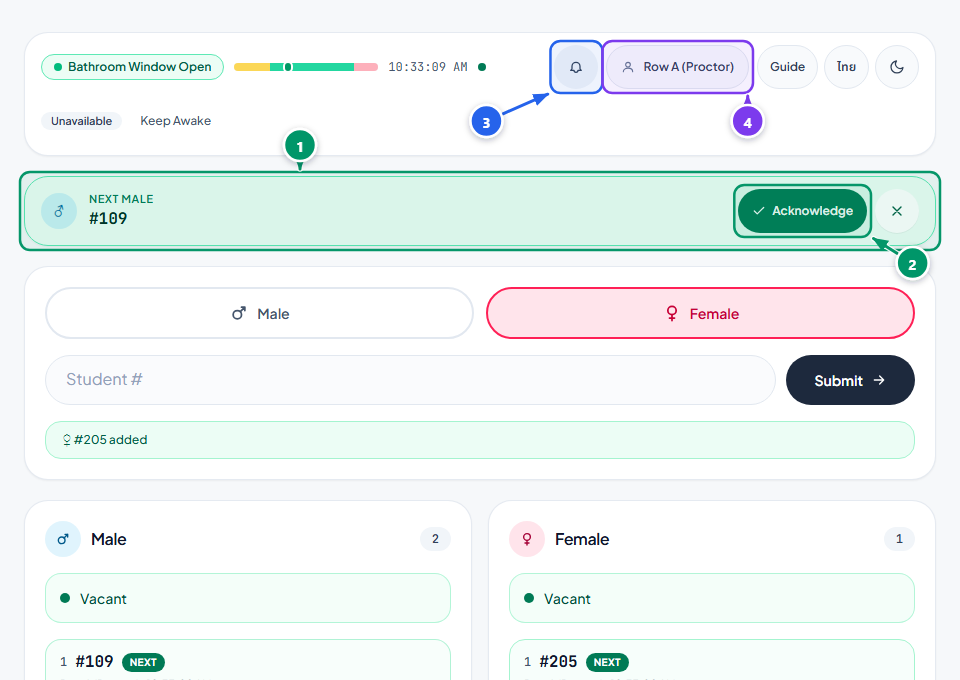 Bathroom Window Open
10:33:09 AM
Row A (Proctor)
Guide
ไทย
Unavailable
Keep Awake
3
4
1
NEXT MALE
#109
Acknowledge
2
Male
Female
Student #
Submit
#205 added
Male
2
Female
1
Vacant
Vacant
1 #109 NEXT
1 #205 NEXT